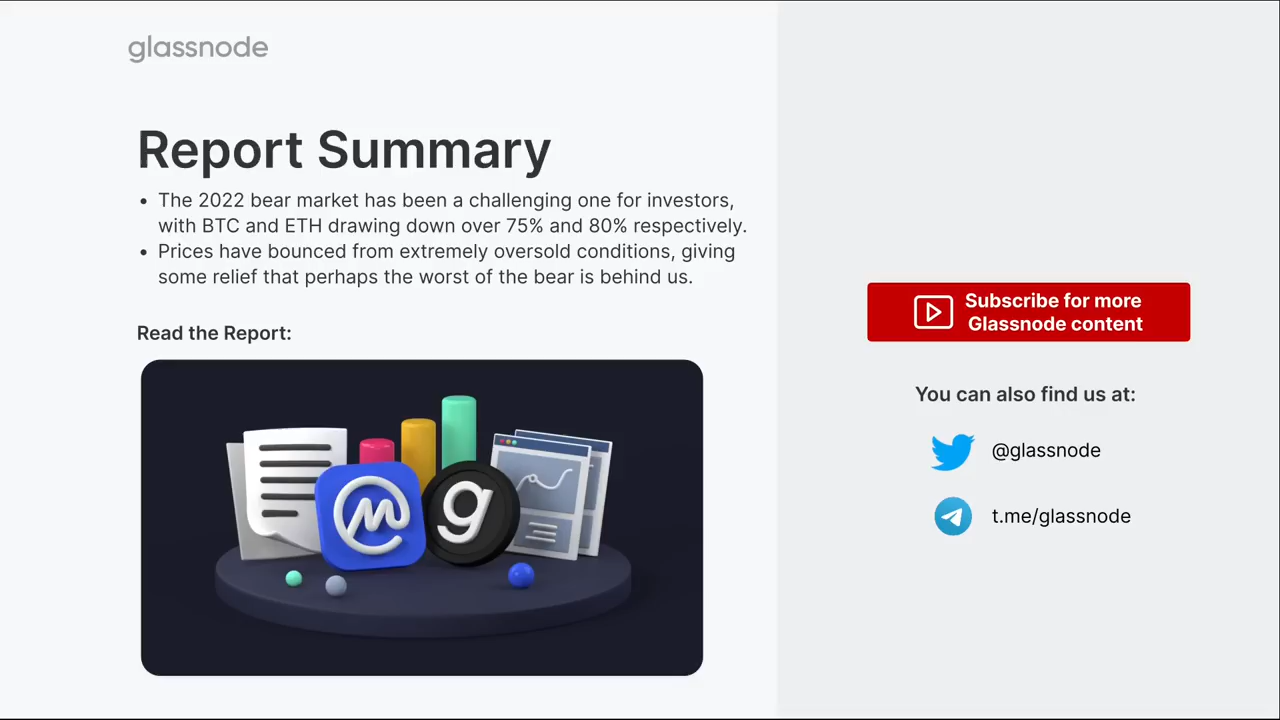 glassnode
Report Summary
• The 2022 bear market has been a challenging one for investors,
with BTC and ETH drawing down over 75% and 80% respectively.
• Prices have bounced from extremely oversold conditions, giving
some relief that perhaps the worst of the bear is behind us.
Read the Report:
g
Subscribe for more
Glassnode content
You can also find us at:
@glassnode
t.me/glassnode